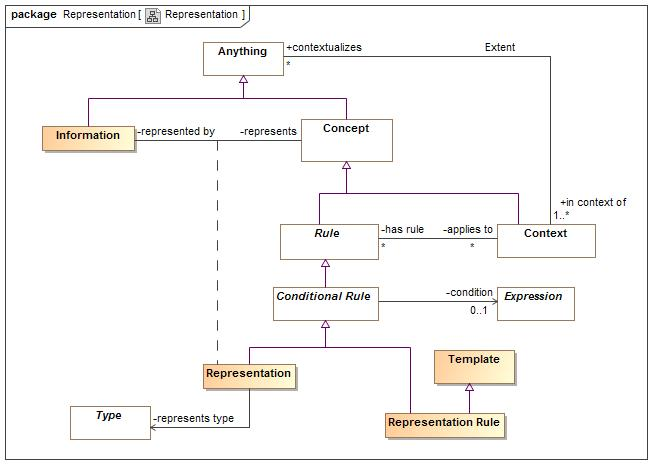 package Representation [ Representation ]
Anything
+contextualizes
*
Extent
Information
-represented by
-represents
Concept
+in context of
1..*
Rule
-has rule
*
-applies to
*
Context
Conditional Rule
-condition
0..1
Expression
Representation
Template
Type
-represents type
Representation Rule